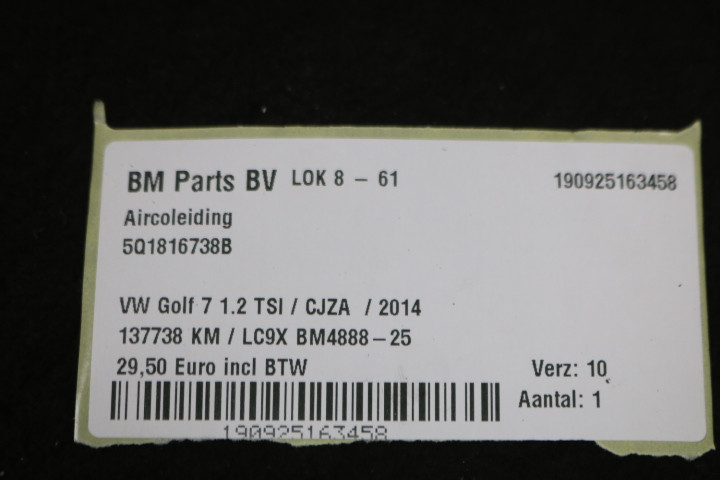 BM Parts BV LOK 8 - 61 190925163458
Aircoleiding
5Q1816738B
VW Golf 7 1.2 TSI / CJZA / 2014
137738 KM / LC9X BM4888-25
29,50 Euro incl BTW Verz: 10
Aantal: 1
190925163458